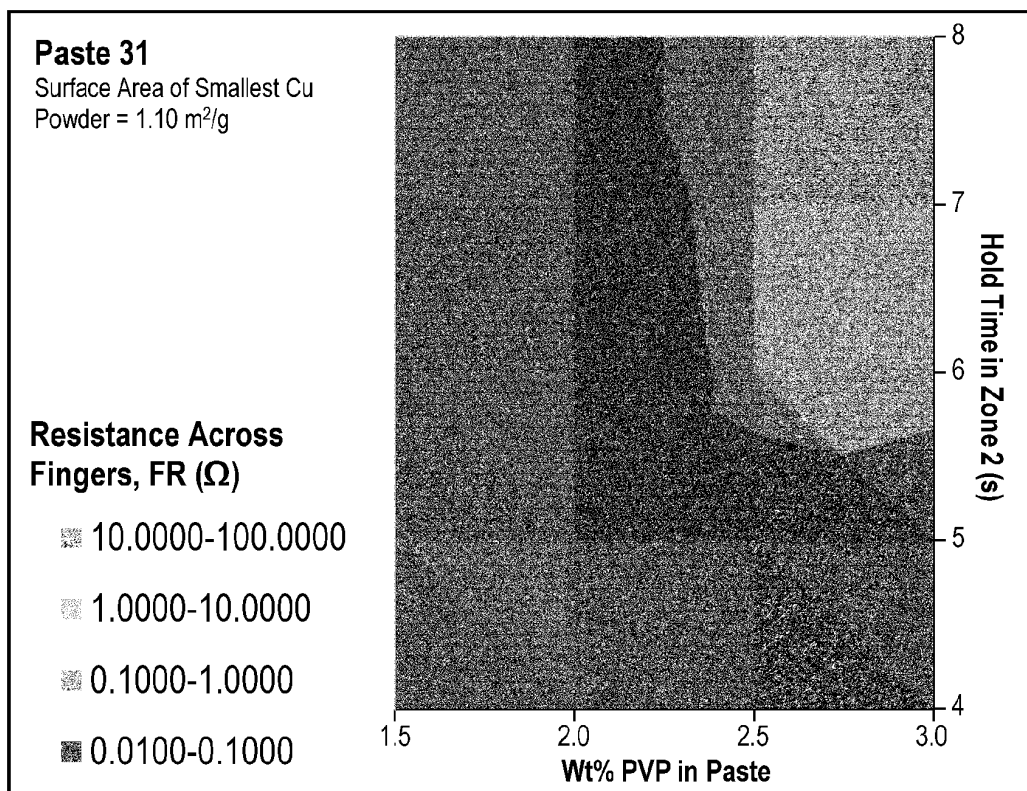 Paste 31
Surface Area of Smallest Cu
Powder = 1.10 m²/g
Resistance Across
Fingers, FR (Ω)
10.0000-100.0000
1.0000-10.0000
0.1000-1.0000
0.0100-0.1000
8
7
6
5
4
Hold Time in Zone 2 (s)
1.5 2.0 2.5 3.0
Wt% PVP in Paste